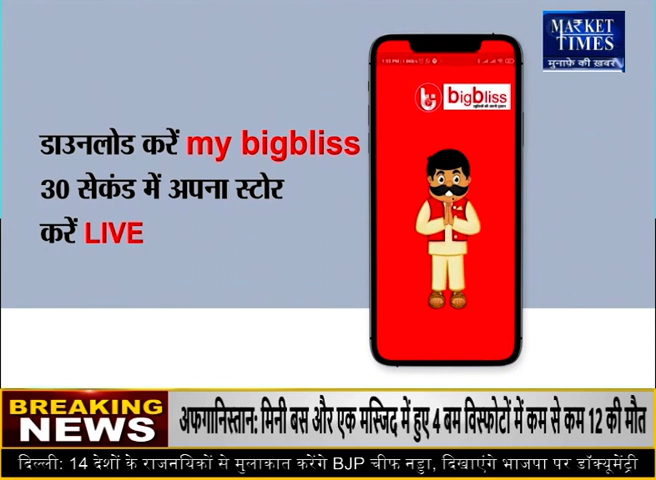 MARKET
TIMES
मुनाफे की ख़बर
bigbliss
डाउनलोड करें my bigbliss
30 सेकंड में अपना स्टोर
करें LIVE
BREAKING
NEWS
अफगानिस्तान: मिनी बस और एक मस्जिद में हुए 4 बम विस्फोटों में कम से कम 12 की मौत
दिल्ली: 14 देशों के राजनयिकों से मुलाकात करेंगे BJP चीफ नड्डा, दिखाएंगे भाजपा पर डॉक्यूमेंट्री